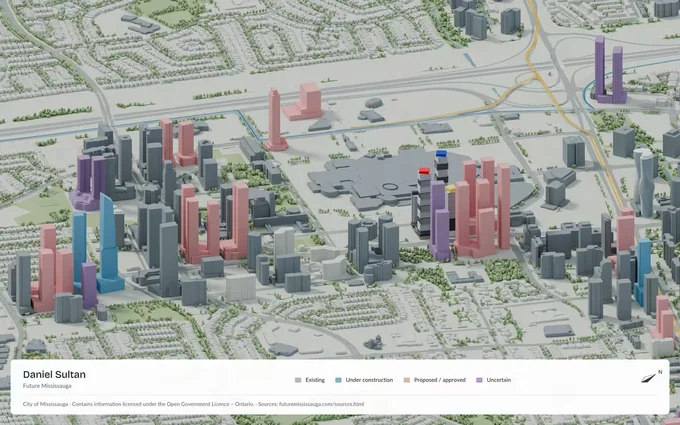 Daniel Sultan
Future Mississauga
Existing
Under construction
Proposed / approved
Uncertain
N
City of Mississauga · Contains information licensed under the Open Government Licence – Ontario. · Sources: futuremississauga.com/sources.html